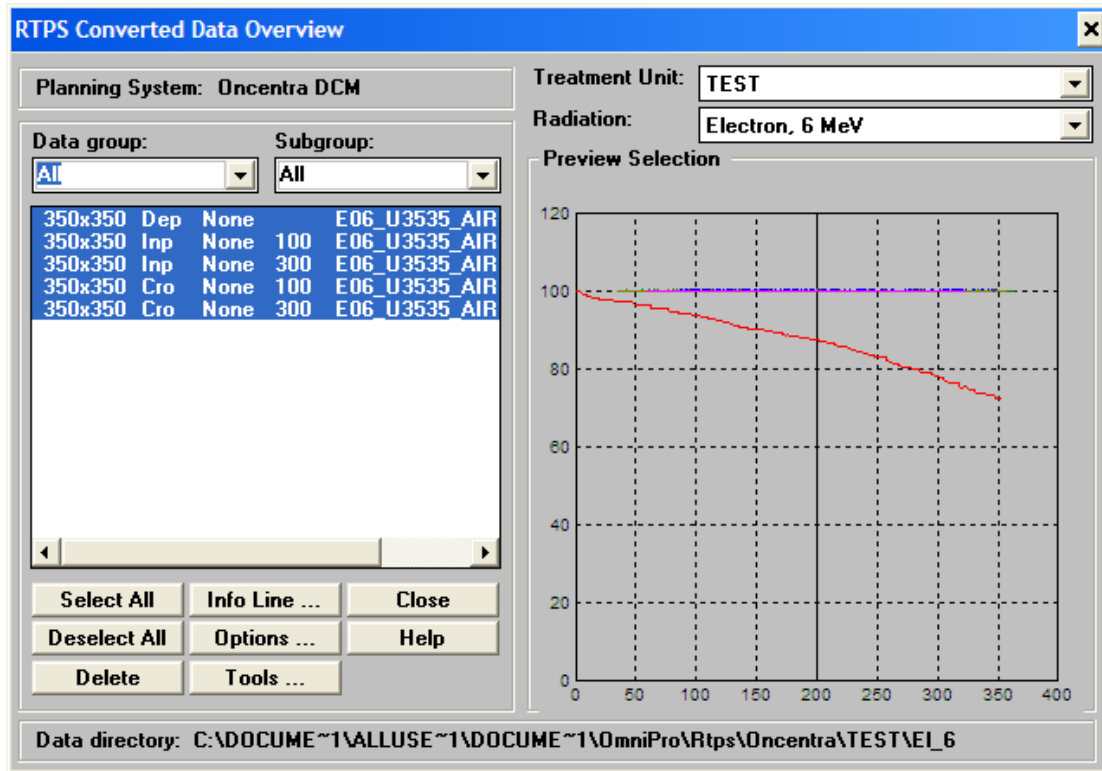 RTPS Converted Data Overview
Planning System: Oncentra DCM
Treatment Unit: TEST
Radiation: Electron, 6 MeV
Data group: Subgroup:
All All
350x350 Dep None E06_U3535_AIR
350x350 Inp None 100 E06_U3535_AIR
350x350 Inp None 300 E06_U3535_AIR
350x350 Cro None 100 E06_U3535_AIR
350x350 Cro None 300 E06_U3535_AIR
Select All Info Line ... Close
Deselect All Options ... Help
Delete Tools ...
Preview Selection
120
100
80
60
40
20
0
0 50 100 150 200 250 300 350 400
Data directory: C:\DOCUME~1\ALLUSE~1\DOCUME~1\OmniPro\Rtps\Oncentra\TEST\El_6